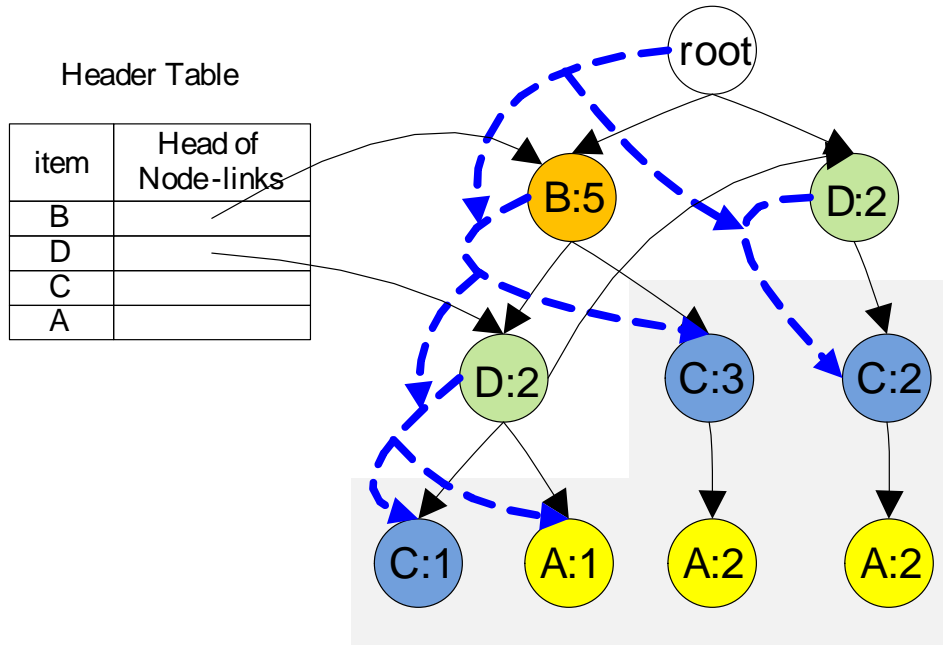 root
Header Table
item
Head of
Node-links
B
D
C
A
B:5
D:2
D:2
C:3
C:2
C:1
A:1
A:2
A:2